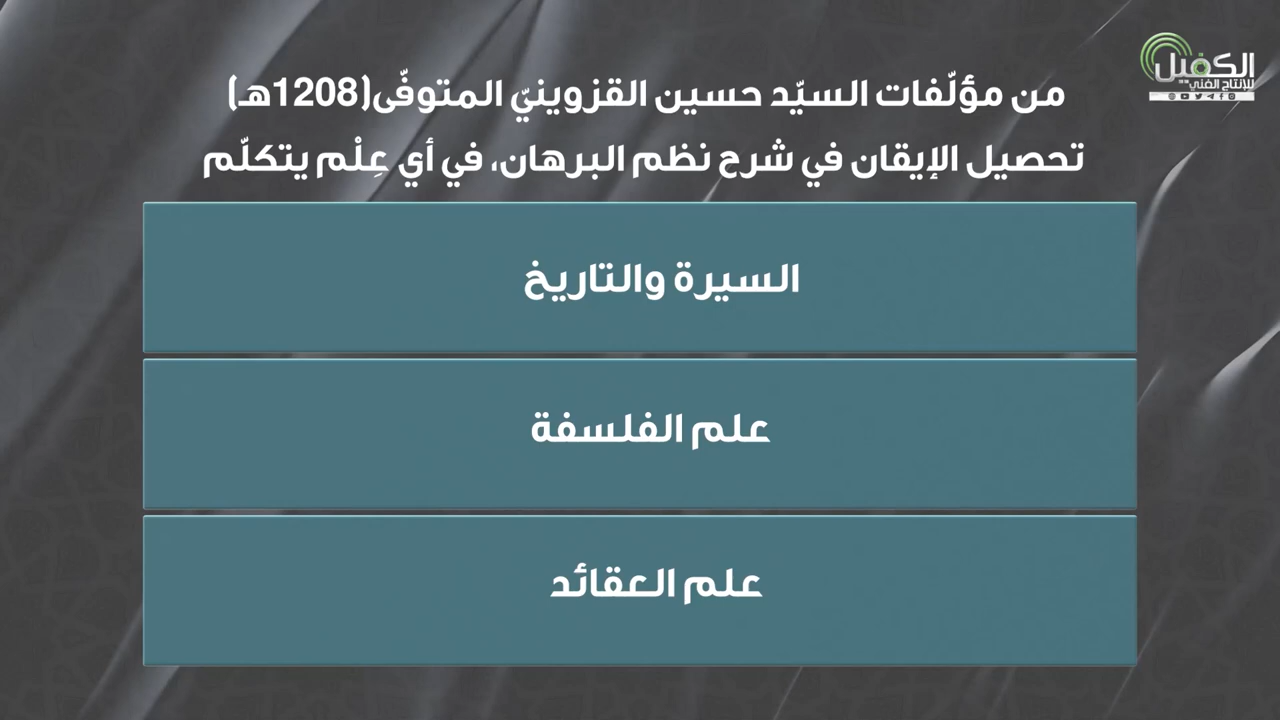 الكفيل
للإنتاج الفني
من مؤلّفات السيّد حسين القزوينيّ المتوفّى(1208هـ)
تحصيل الإيقان في شرح نظم البرهان، في أي عِلْم يتكلّم
السيرة والتاريخ
علم الفلسفة
علم العقائد